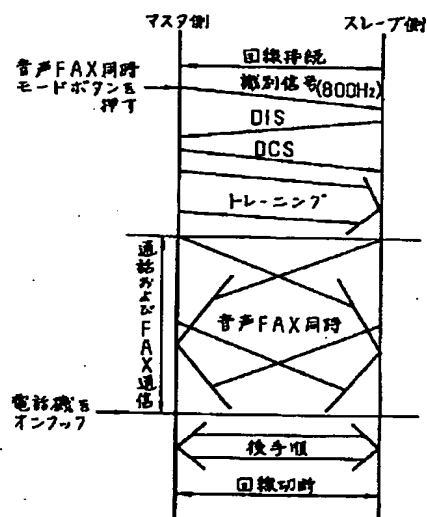 マスタ側
スレーブ側
回線接続
音声FAX同時
モードボタンを
押す
識別信号(800Hz)
DIS
DCS
トレーニング
通話およびFAX通信
音声FAX同時
電話機を
オンフック
後手順
回線切断